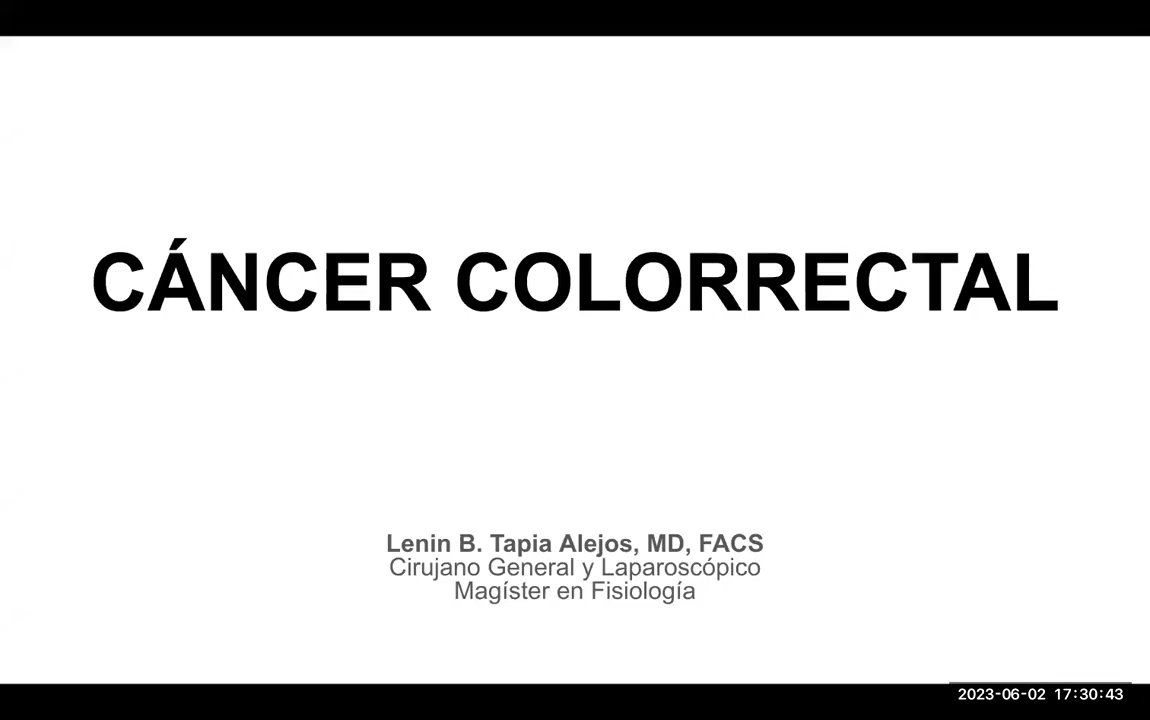 CÁNCER COLORRECTAL
Lenin B. Tapia Alejos, MD, FACS
Cirujano General y Laparoscópico
Magíster en Fisiología
2023-06-02 17:30:43